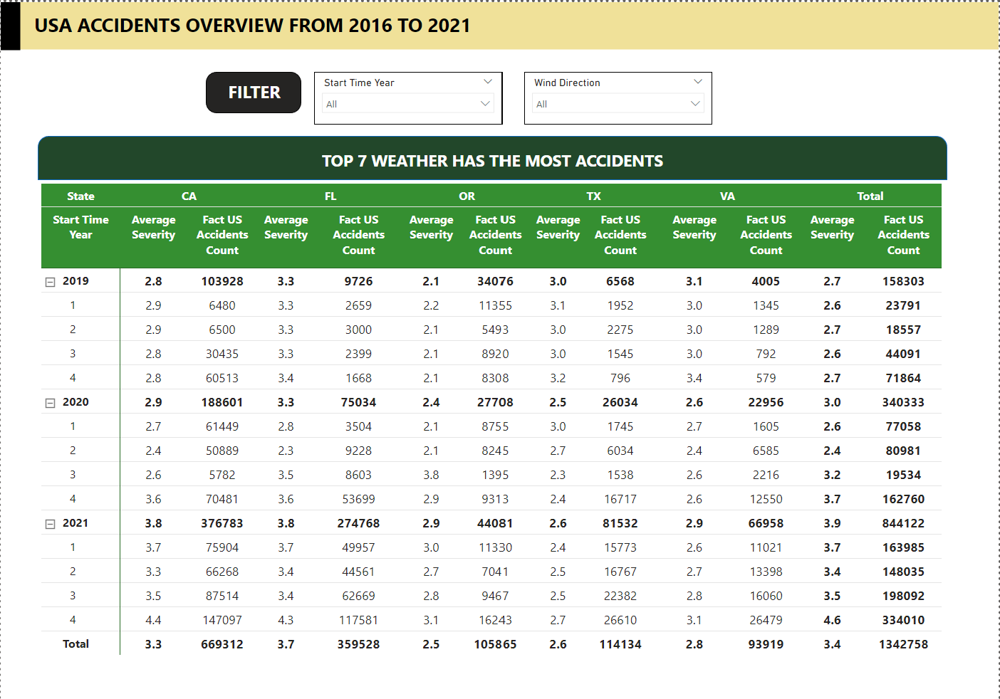 USA ACCIDENTS OVERVIEW FROM 2016 TO 2021
FILTER
Start Time Year
All
Wind Direction
All
TOP 7 WEATHER HAS THE MOST ACCIDENTS
State CA FL OR TX VA Total
Start Time Year Average Severity Fact US Accidents Count Average Severity Fact US Accidents Count Average Severity Fact US Accidents Count Average Severity Fact US Accidents Count Average Severity Fact US Accidents Count Average Severity Fact US Accidents Count
2019 2.8 103928 3.3 9726 2.1 34076 3.0 6568 3.1 4005 2.7 158303
1 2.9 6480 3.3 2659 2.2 11355 3.1 1952 3.0 1345 2.6 23791
2 2.9 6500 3.3 3000 2.1 5493 3.0 2275 3.0 1289 2.7 18557
3 2.8 30435 3.3 2399 2.1 8920 3.0 1545 3.0 792 2.6 44091
4 2.8 60513 3.4 1668 2.1 8308 3.2 796 3.4 579 2.7 71864
2020 2.9 188601 3.3 75034 2.4 27708 2.5 26034 2.6 22956 3.0 340333
1 2.7 61449 2.8 3504 2.1 8755 3.0 1745 2.7 1605 2.6 77058
2 2.4 50889 2.3 9228 2.1 8245 2.7 6034 2.4 6585 2.4 80981
3 2.6 5782 3.5 8603 3.8 1395 2.3 1538 2.6 2216 3.2 19534
4 3.6 70481 3.6 53699 2.9 9313 2.4 16717 2.6 12550 3.7 162760
2021 3.8 376783 3.8 274768 2.9 44081 2.6 81532 2.9 66958 3.9 844122
1 3.7 75904 3.7 49957 3.0 11330 2.4 15773 2.6 11021 3.7 163985
2 3.3 66268 3.4 44561 2.7 7041 2.5 16767 2.7 13398 3.4 148035
3 3.5 87514 3.4 62669 2.8 9467 2.5 22382 2.8 16060 3.5 198092
4 4.4 147097 4.3 117581 3.1 16243 2.7 26610 3.1 26479 4.6 334010
Total 3.3 669312 3.7 359528 2.5 105865 2.6 114134 2.8 93919 3.4 1342758